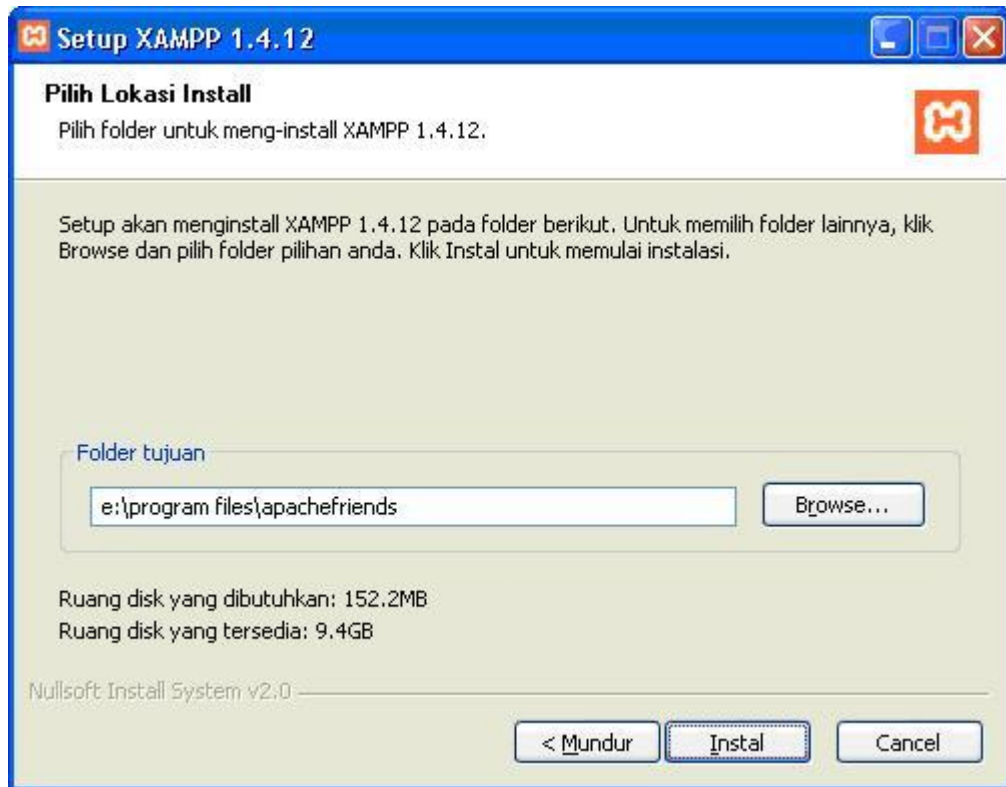 Setup XAMPP 1.4.12
Pilih Lokasi Install
Pilih folder untuk meng-install XAMPP 1.4.12.
Setup akan menginstall XAMPP 1.4.12 pada folder berikut. Untuk memilih folder lainnya, klik
Browse dan pilih folder pilihan anda. Klik Instal untuk memulai instalasi.
Folder tujuan
e:\program files\apachefriends
Browse...
Ruang disk yang dibutuhkan: 152.2MB
Ruang disk yang tersedia: 9.4GB
Nullsoft Install System v2.0
< Mundur
Instal
Cancel